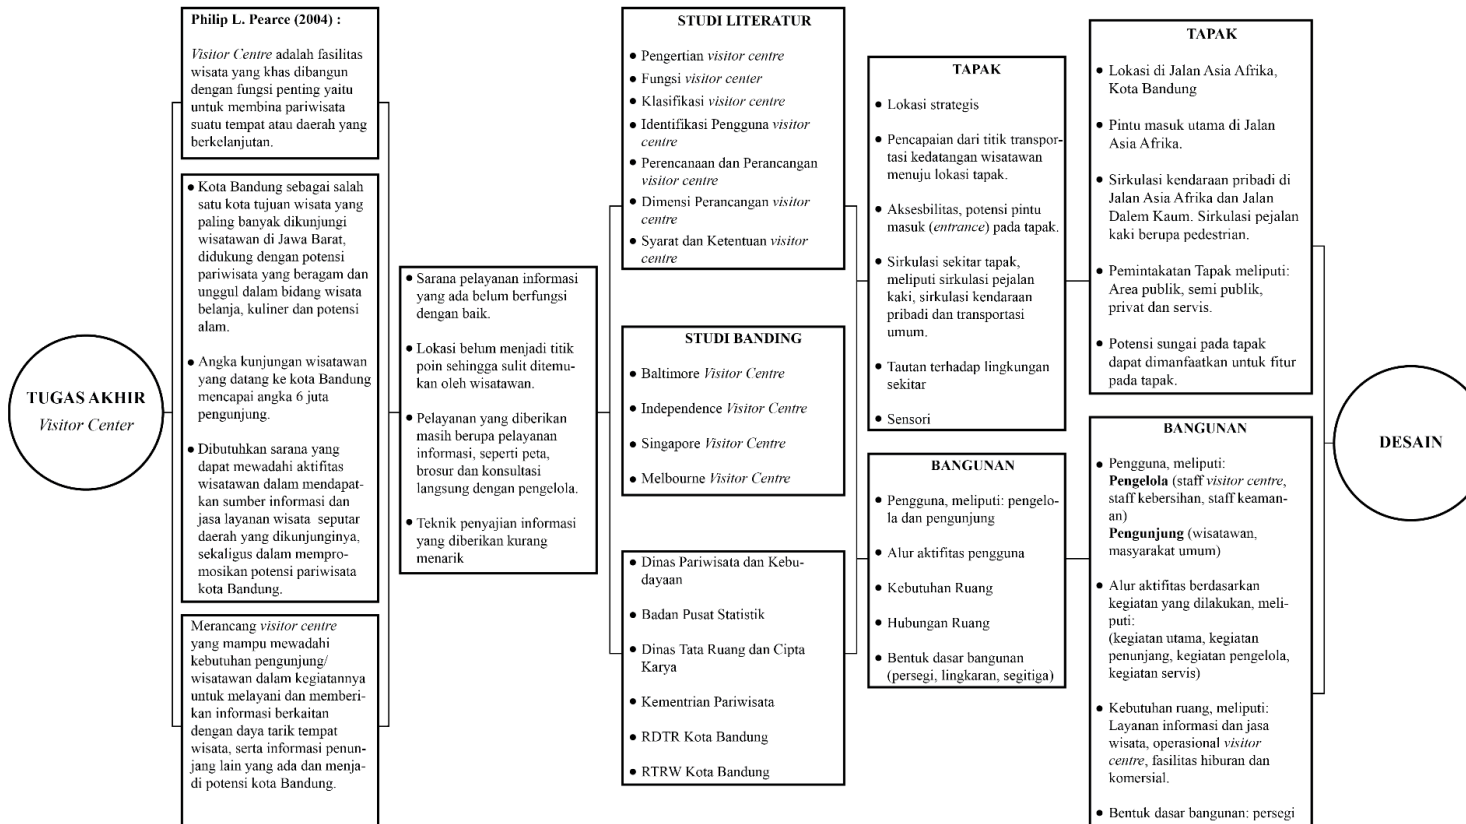 TUGAS AKHIR
Visitor Center
Philip L. Pearce (2004) :
Visitor Centre adalah fasilitas
wisata yang khas dibangun
dengan fungsi penting yaitu
untuk membina pariwisata
suatu tempat atau daerah yang
berkelanjutan.
● Kota Bandung sebagai salah
satu kota tujuan wisata yang
paling banyak dikunjungi
wisatawan di Jawa Barat,
didukung dengan potensi
pariwisata yang beragam dan
unggul dalam bidang wisata
belanja, kuliner dan potensi
alam.
● Angka kunjungan wisatawan
yang datang ke kota Bandung
mencapai angka 6 juta
pengunjung.
● Dibutuhkan sarana yang
dapat mewadahi aktifitas
wisatawan dalam mendapat-
kan sumber informasi dan
jasa layanan wisata seputar
daerah yang dikunjunginya,
sekaligus dalam mempro-
mosikan potensi pariwisata
kota Bandung.
Merancang visitor centre
yang mampu mewadahi
kebutuhan pengunjung/
wisatawan dalam kegiatannya
untuk melayani dan memberi-
kan informasi berkaitan
dengan daya tarik tempat
wisata, serta informasi penun-
jang lain yang ada dan menja-
di potensi kota Bandung.
● Sarana pelayanan informasi
yang ada belum berfungsi
dengan baik.
● Lokasi belum menjadi titik
poin sehingga sulit ditemu-
kan oleh wisatawan.
● Pelayanan yang diberikan
masih berupa pelayanan
informasi, seperti peta,
brosur dan konsultasi
langsung dengan pengelola.
● Teknik penyajian informasi
yang diberikan kurang
menarik
STUDI LITERATUR
● Pengertian visitor centre
● Fungsi visitor center
● Klasifikasi visitor centre
● Identifikasi Pengguna visitor
centre
● Perencanaan dan Perancangan
visitor centre
● Dimensi Perancangan visitor
centre
● Syarat dan Ketentuan visitor
centre
STUDI BANDING
● Baltimore Visitor Centre
● Independence Visitor Centre
● Singapore Visitor Centre
● Melbourne Visitor Centre
● Dinas Pariwisata dan Kebu-
dayaan
● Badan Pusat Statistik
● Dinas Tata Ruang dan Cipta
Karya
● Kementrian Pariwisata
● RDTR Kota Bandung
● RTRW Kota Bandung
TAPAK
● Lokasi strategis
● Pencapaian dari titik transpor-
tasi kedatangan wisatawan
menuju lokasi tapak.
● Aksesbilitas, potensi pintu
masuk (entrance) pada tapak.
● Sirkulasi sekitar tapak,
meliputi sirkulasi pejalan
kaki, sirkulasi kendaraan
pribadi dan transportasi
umum.
● Tautan terhadap lingkungan
sekitar
● Sensori
BANGUNAN
● Pengguna, meliputi: pengelo-
la dan pengunjung
● Alur aktifitas pengguna
● Kebutuhan Ruang
● Hubungan Ruang
● Bentuk dasar bangunan
(persegi, lingkaran, segitiga)
TAPAK
● Lokasi di Jalan Asia Afrika,
Kota Bandung
● Pintu masuk utama di Jalan
Asia Afrika.
● Sirkulasi kendaraan pribadi di
Jalan Asia Afrika dan Jalan
Dalem Kaum. Sirkulasi pejalan
kaki berupa pedestrian.
● Pemintakatan Tapak meliputi:
Area publik, semi publik,
privat dan servis.
● Potensi sungai pada tapak
dapat dimanfaatkan untuk fitur
pada tapak.
BANGUNAN
● Pengguna, meliputi:
Pengelola (staff visitor centre,
staff kebersihan, staff keaman-
an)
Pengunjung (wisatawan,
masyarakat umum)
● Alur aktifitas berdasarkan
kegiatan yang dilakukan, meli-
puti:
(kegiatan utama, kegiatan
penunjang, kegiatan pengelola,
kegiatan servis)
● Kebutuhan ruang, meliputi:
Layanan informasi dan jasa
wisata, operasional visitor
centre, fasilitas hiburan dan
komersial.
● Bentuk dasar bangunan: persegi
DESAIN